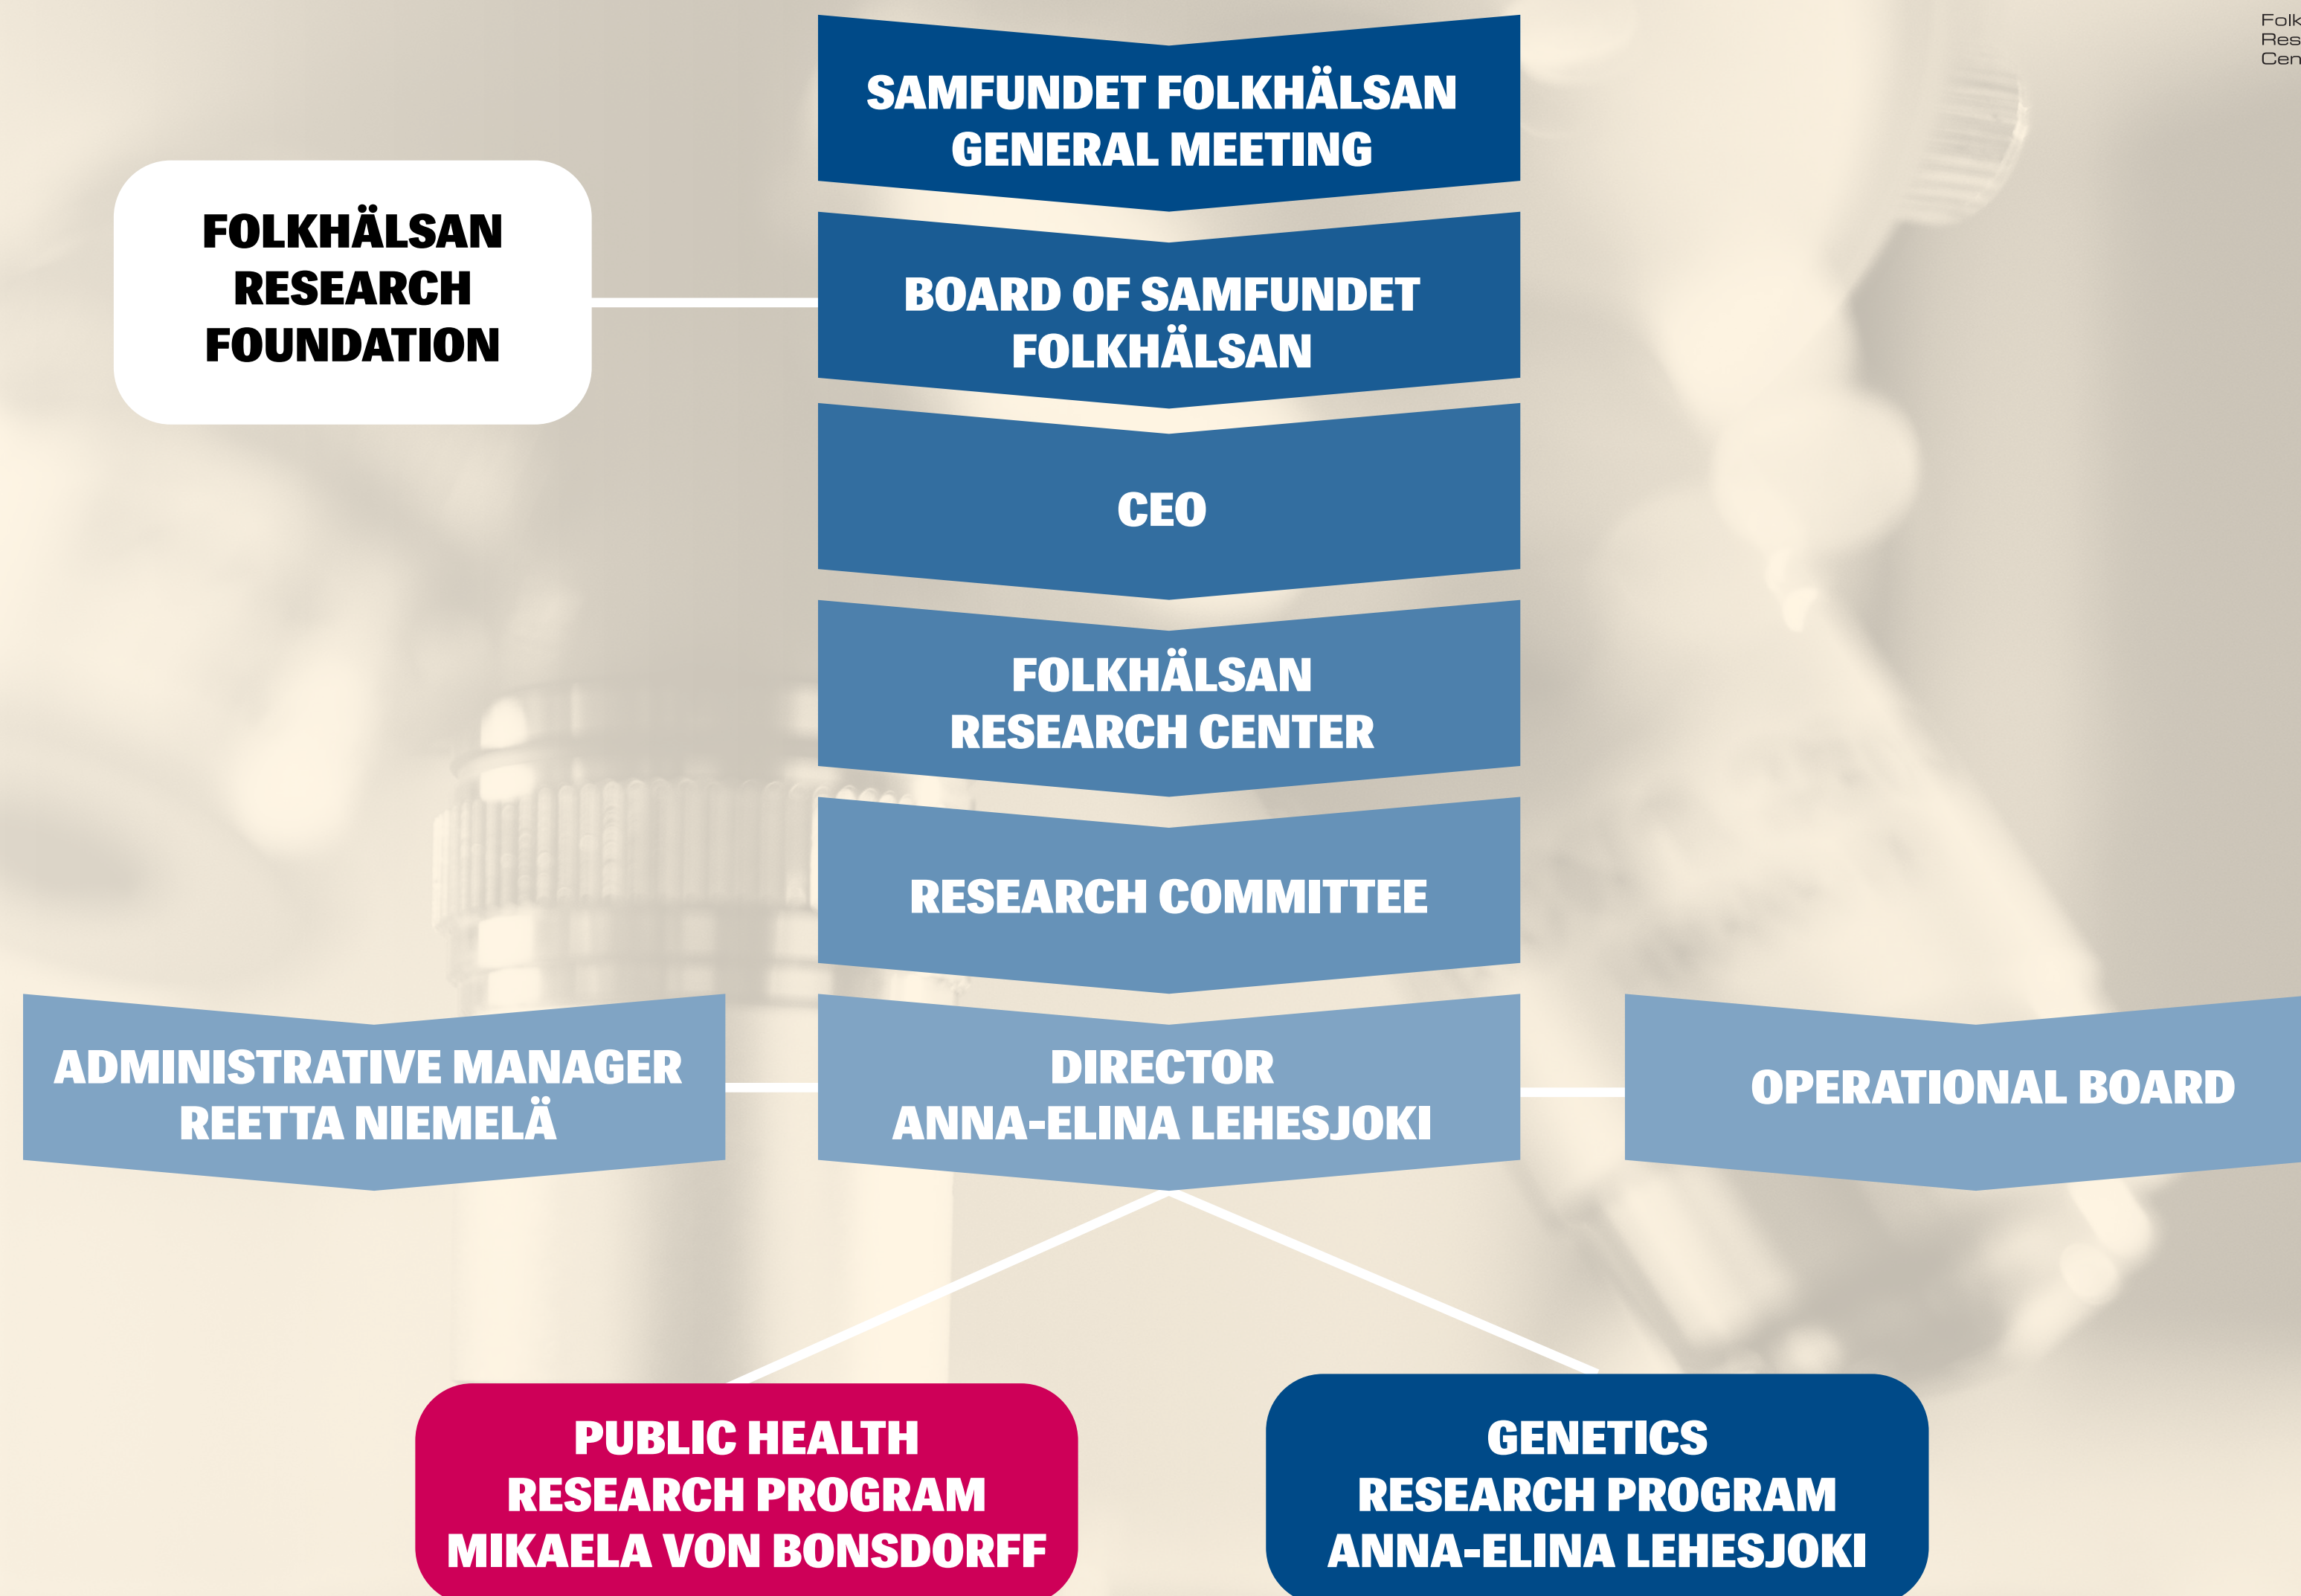 SAMFUNDET FOLKHÄLSAN
GENERAL MEETING
FOLKHÄLSAN
RESEARCH
FOUNDATION
BOARD OF SAMFUNDET
FOLKHÄLSAN
CEO
FOLKHÄLSAN
RESEARCH CENTER
RESEARCH COMMITTEE
ADMINISTRATIVE MANAGER
REETTA NIEMELÄ
DIRECTOR
ANNA-ELINA LEHESJOKI
OPERATIONAL BOARD
PUBLIC HEALTH
RESEARCH PROGRAM
MIKAELA VON BONSDORFF
GENETICS
RESEARCH PROGRAM
ANNA-ELINA LEHESJOKI